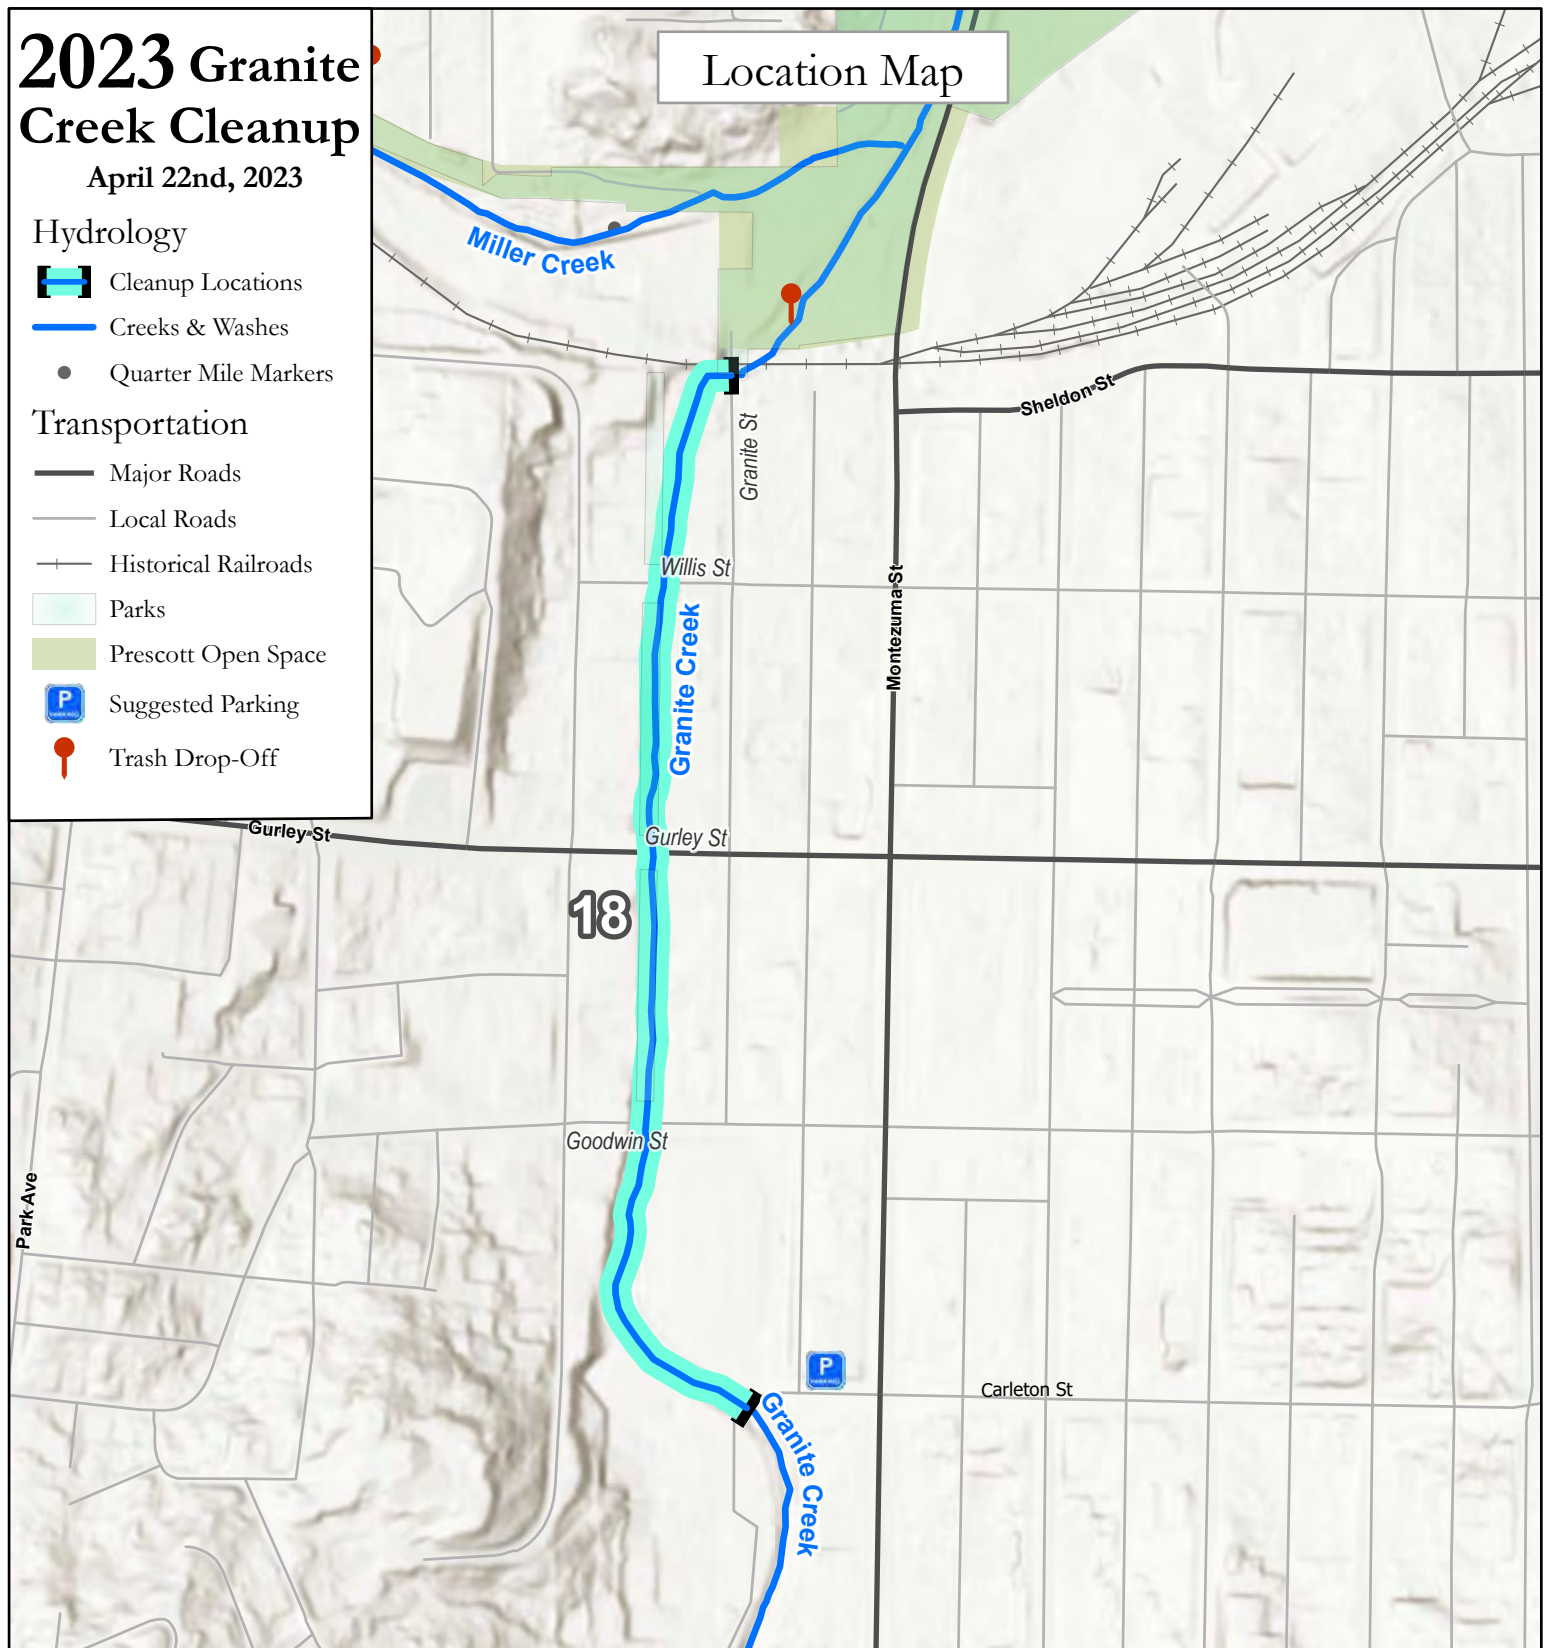 2023 Granite
Creek Cleanup
April 22nd, 2023
Hydrology
Cleanup Locations
Creeks & Washes
Quarter Mile Markers
Transportation
Major Roads
Local Roads
Historical Railroads
Parks
Prescott Open Space
P
Suggested Parking
Trash Drop-Off
Location Map
Miller Creek
Sheldon St
Granite St
Willis St
Montezuma St
Granite Creek
Gurley St
Gurley St
18
Goodwin St
Park Ave
P
PARKING
Carleton St
Granite Creek